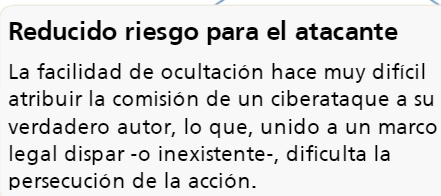 Reducido riesgo para el atacante
La facilidad de ocultación hace muy difícil
atribuir la comisión de un ciberataque a su
verdadero autor, lo que, unido a un marco
legal dispar -o inexistente-, dificulta la
persecución de la acción.